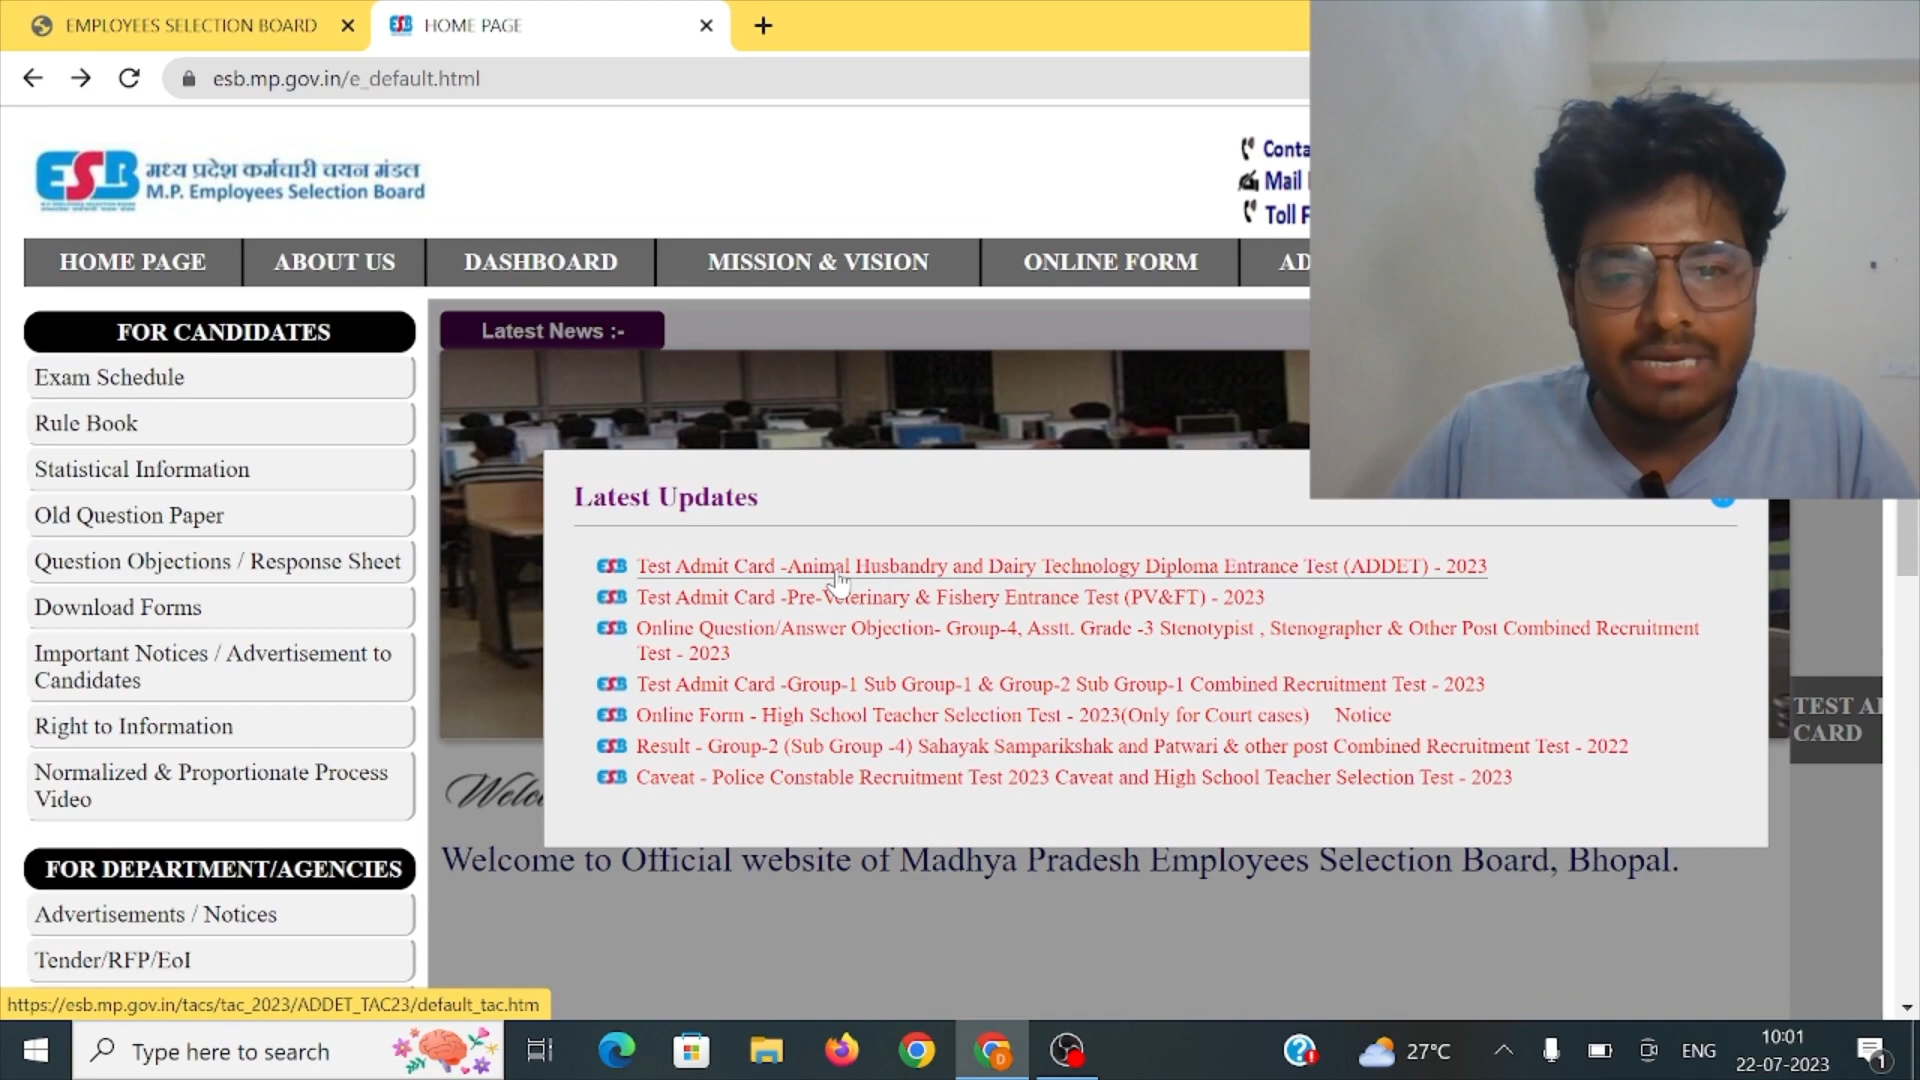 EMPLOYEES SELECTION BOARD
HOME PAGE
esb.mp.gov.in/e_default.html
ESB
मध्य प्रदेश कर्मचारी चयन मंडल
M.P. Employees Selection Board
Conta
Mail
Toll F
HOME PAGE
ABOUT US
DASHBOARD
MISSION & VISION
ONLINE FORM
AD
FOR CANDIDATES
Exam Schedule
Rule Book
Statistical Information
Old Question Paper
Question Objections / Response Sheet
Download Forms
Important Notices / Advertisement to
Candidates
Right to Information
Normalized & Proportionate Process
Video
FOR DEPARTMENT/AGENCIES
Advertisements / Notices
Tender/RFP/EoI
Latest News :-
Latest Updates
ESB Test Admit Card -Animal Husbandry and Dairy Technology Diploma Entrance Test (ADDET) - 2023
ESB Test Admit Card -Pre-Veterinary & Fishery Entrance Test (PV&FT) - 2023
ESB Online Question/Answer Objection- Group-4, Asstt. Grade -3 Stenotypist , Stenographer & Other Post Combined Recruitment
Test - 2023
ESB Test Admit Card -Group-1 Sub Group-1 & Group-2 Sub Group-1 Combined Recruitment Test - 2023
ESB Online Form - High School Teacher Selection Test - 2023(Only for Court cases) Notice
ESB Result - Group-2 (Sub Group -4) Sahayak Samparikshak and Patwari & other post Combined Recruitment Test - 2022
ESB Caveat - Police Constable Recruitment Test 2023 Caveat and High School Teacher Selection Test - 2023
TEST A
CARD
Welco
Welcome to Official website of Madhya Pradesh Employees Selection Board, Bhopal.
https://esb.mp.gov.in/tacs/tac_2023/ADDET_TAC23/default_tac.htm
Type here to search
27°C
ENG
10:01
22-07-2023
1